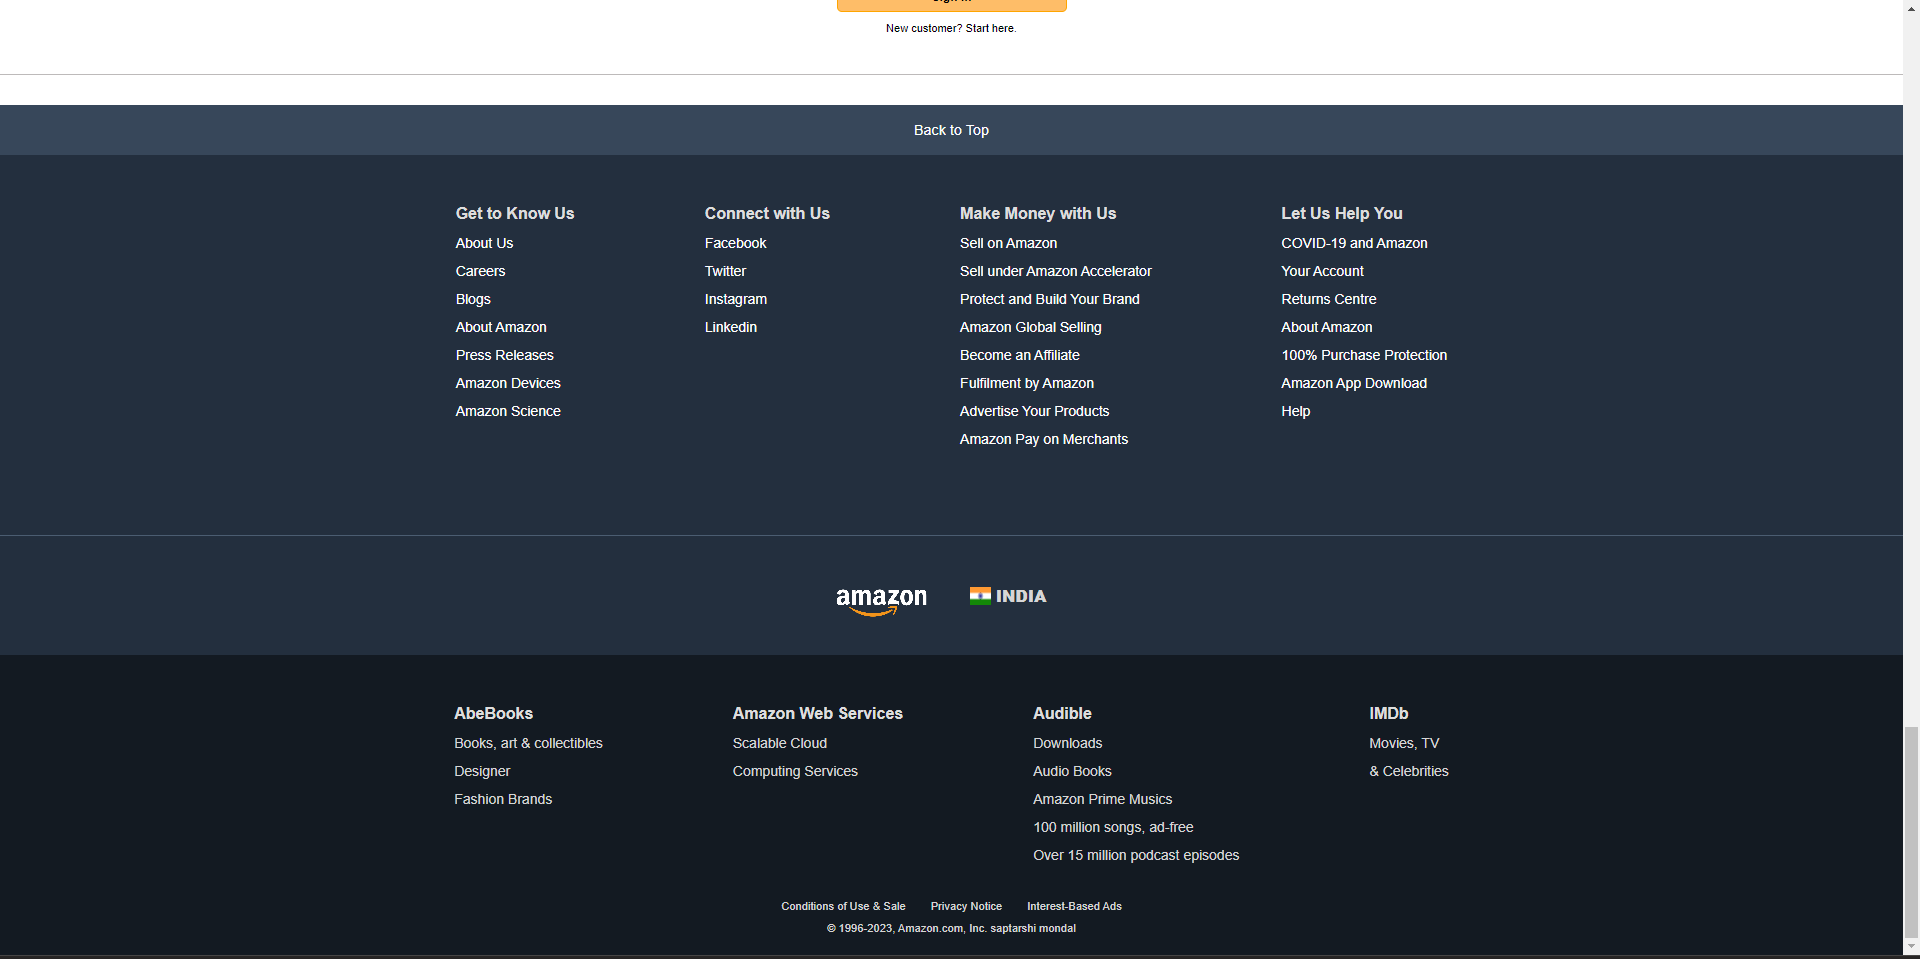 New customer? Start here.
Back to Top
Get to Know Us
About Us
Careers
Blogs
About Amazon
Press Releases
Amazon Devices
Amazon Science
Connect with Us
Facebook
Twitter
Instagram
Linkedin
Make Money with Us
Sell on Amazon
Sell under Amazon Accelerator
Protect and Build Your Brand
Amazon Global Selling
Become an Affiliate
Fulfilment by Amazon
Advertise Your Products
Amazon Pay on Merchants
Let Us Help You
COVID-19 and Amazon
Your Account
Returns Centre
About Amazon
100% Purchase Protection
Amazon App Download
Help
amazon
INDIA
AbeBooks
Books, art & collectibles
Designer
Fashion Brands
Amazon Web Services
Scalable Cloud
Computing Services
Audible
Downloads
Audio Books
Amazon Prime Musics
100 million songs, ad-free
Over 15 million podcast episodes
IMDb
Movies, TV
& Celebrities
Conditions of Use & Sale Privacy Notice Interest-Based Ads
© 1996-2023, Amazon.com, Inc. saptarshi mondal